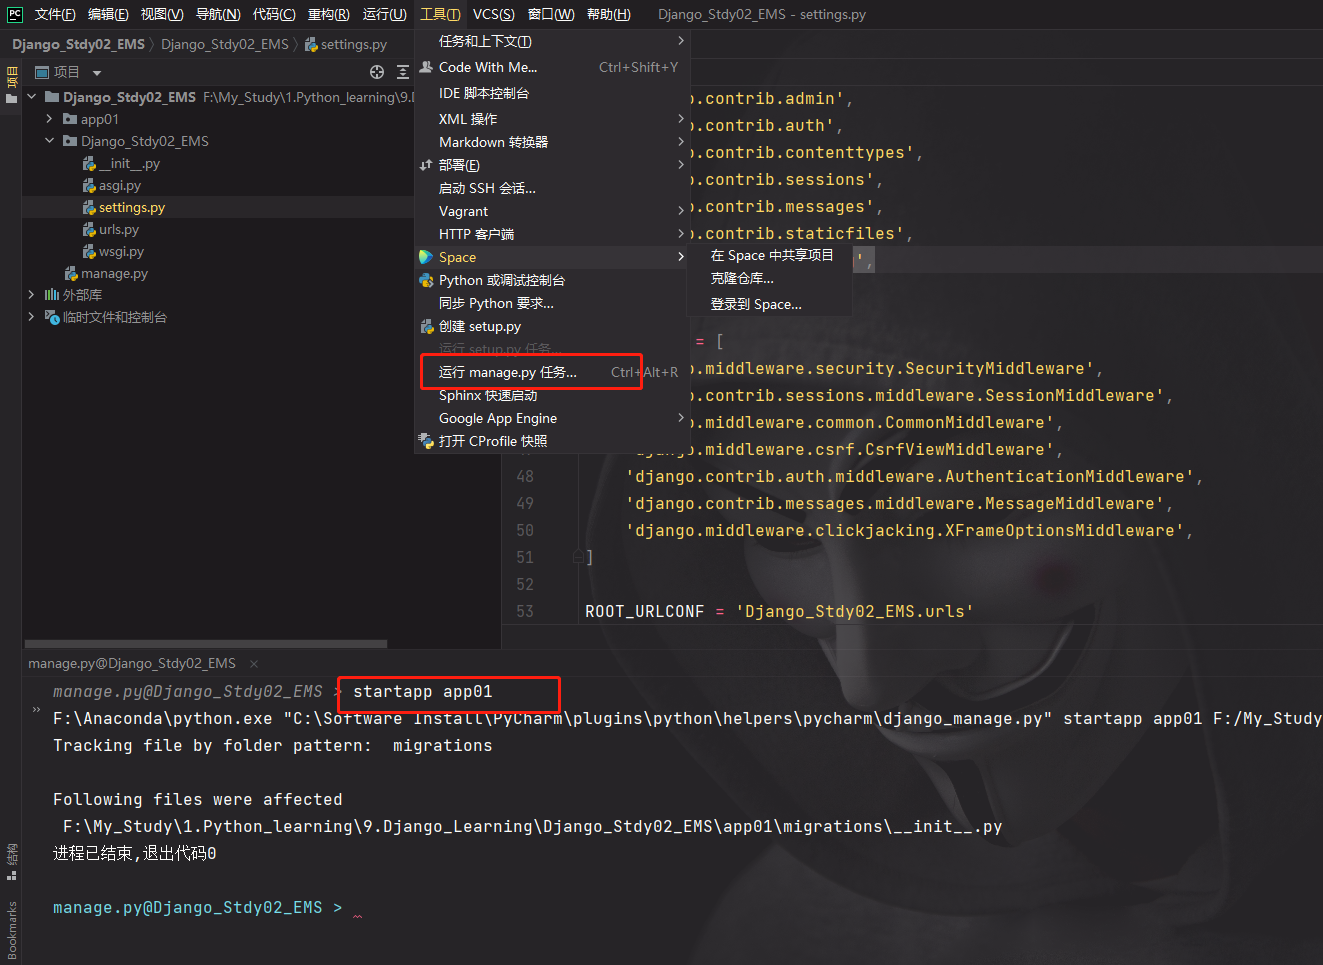 PC 文件(F) 编辑(E) 视图(V) 导航(N) 代码(C) 重构(R) 运行(U) 工具(T) VCS(S) 窗口(W) 帮助(H) Django_Stdy02_EMS - settings.py
Django_Stdy02_EMS Django_Stdy02_EMS settings.py
项目
项目
Django_Stdy02_EMS F:\My_Study\1.Python_learning\9.
app01
Django_Stdy02_EMS
__init__.py
asgi.py
settings.py
urls.py
wsgi.py
manage.py
外部库
临时文件和控制台
任务和上下文(T)
Code With Me... Ctrl+Shift+Y
IDE 脚本控制台
XML 操作
Markdown 转换器
部署(E)
启动 SSH 会话...
Vagrant
HTTP 客户端
Space
Python 或调试控制台
同步 Python 要求...
创建 setup.py
运行 setup.py 任务...
运行 manage.py 任务... Ctrl+Alt+R
Sphinx 快速启动
Google App Engine
打开 CProfile 快照
在 Space 中共享项目
克隆仓库...
登录到 Space...
.contrib.admin',
.contrib.auth',
.contrib.contenttypes',
.contrib.sessions',
.contrib.messages',
.contrib.staticfiles',
',
= [
.middleware.security.SecurityMiddleware',
.contrib.sessions.middleware.SessionMiddleware',
.middleware.common.CommonMiddleware',
'django.middleware.csrf.CsrfViewMiddleware',
48 'django.contrib.auth.middleware.AuthenticationMiddleware',
49 'django.contrib.messages.middleware.MessageMiddleware',
50 'django.middleware.clickjacking.XFrameOptionsMiddleware',
51 ]
52
53 ROOT_URLCONF = 'Django_Stdy02_EMS.urls'
manage.py@Django_Stdy02_EMS ×
manage.py@Django_Stdy02_EMS > startapp app01
F:\Anaconda\python.exe "C:\Software Install\PyCharm\plugins\python\helpers\pycharm\django_manage.py" startapp app01 F:/My_Study
Tracking file by folder pattern: migrations
Following files were affected
F:\My_Study\1.Python_learning\9.Django_Learning\Django_Stdy02_EMS\app01\migrations\__init__.py
进程已结束,退出代码0
manage.py@Django_Stdy02_EMS >
结构
Bookmarks